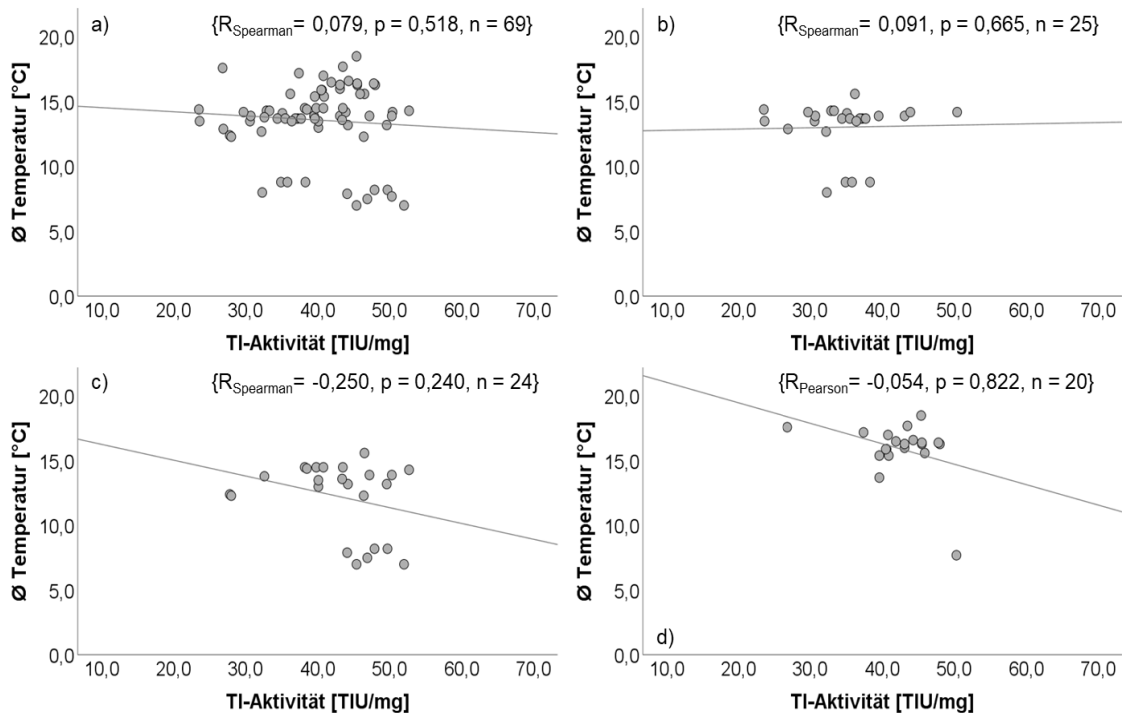 a)
{RSpearman= 0,079, p = 0,518, n = 69}
20,0
15,0
10,0
5,0
0,0
Ø Temperatur [°C]
10,0 20,0 30,0 40,0 50,0 60,0 70,0
TI-Aktivität [TIU/mg]
b)
{RSpearman= 0,091, p = 0,665, n = 25}
20,0
15,0
10,0
5,0
0,0
Ø Temperatur [°C]
10,0 20,0 30,0 40,0 50,0 60,0 70,0
TI-Aktivität [TIU/mg]
c)
{RSpearman= -0,250, p = 0,240, n = 24}
20,0
15,0
10,0
5,0
0,0
Ø Temperatur [°C]
10,0 20,0 30,0 40,0 50,0 60,0 70,0
TI-Aktivität [TIU/mg]
{RPearson= -0,054, p = 0,822, n = 20}
20,0
15,0
10,0
5,0
0,0
Ø Temperatur [°C]
d)
10,0 20,0 30,0 40,0 50,0 60,0 70,0
TI-Aktivität [TIU/mg]